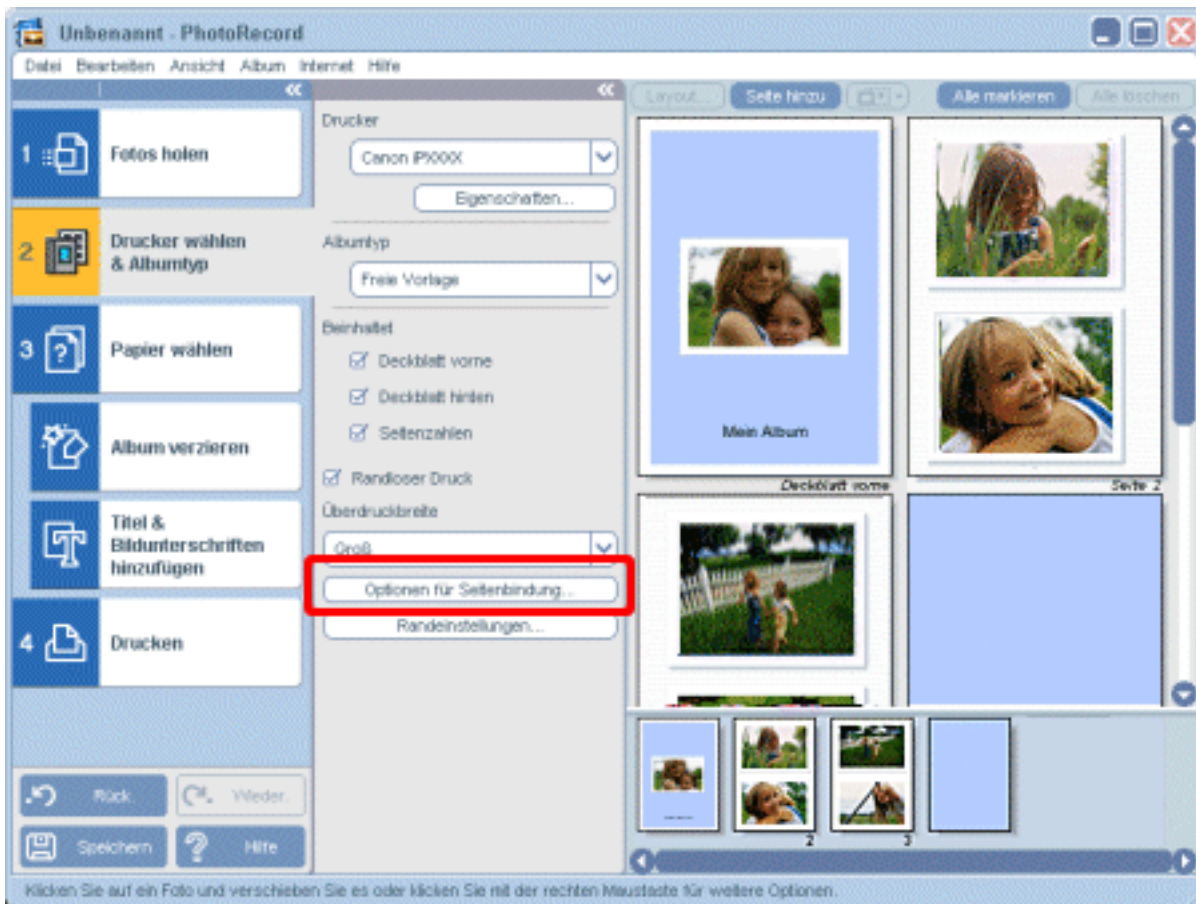 Unbenannt - PhotoRecord
Datei Bearbeiten Ansicht Album Internet Hilfe
Layout... Seite hinzu Alle markieren Alle löschen
1 Fotos holen
2 Drucker wählen
& Albumtyp
3 Papier wählen
Album verzieren
Titel &
Bildunterschriften
hinzufügen
4 Drucken
Rück. Wieder.
Speichern Hilfe
Drucker
Canon iPXXXX
Eigenschaften...
Albumtyp
Freie Vorlage
Beinhaltet
Deckblatt vorne
Deckblatt hinten
Seitenzahlen
Randloser Druck
Überdruckbreite
Groß
Optionen für Seitenbindung...
Randeinstellungen...
Mein Album
Deckblatt vorne
Seite 2
2
3
Klicken Sie auf ein Foto und verschieben Sie es oder klicken Sie mit der rechten Maustaste für weitere Optionen.